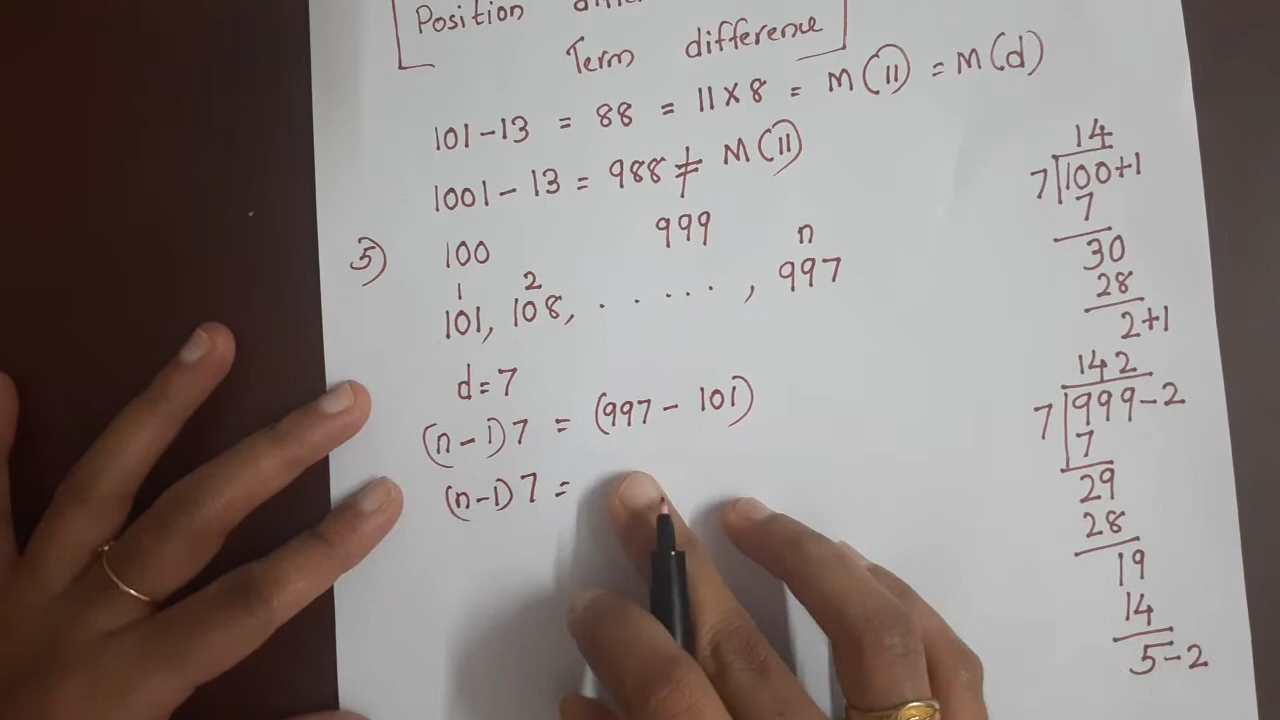 Position
Term difference
101-13 = 88 = 11×8 = M(11) = M(d)
1001-13 = 988 ≠ M(11)
5) 100 999 n
1 2
101, 108, ....., 997
d=7
(n-1)7 = (997-101)
(n-1)7 =
14
7 100+1
7
30
28
2+1
142
7 999-2
7
29
28
19
14
5-2